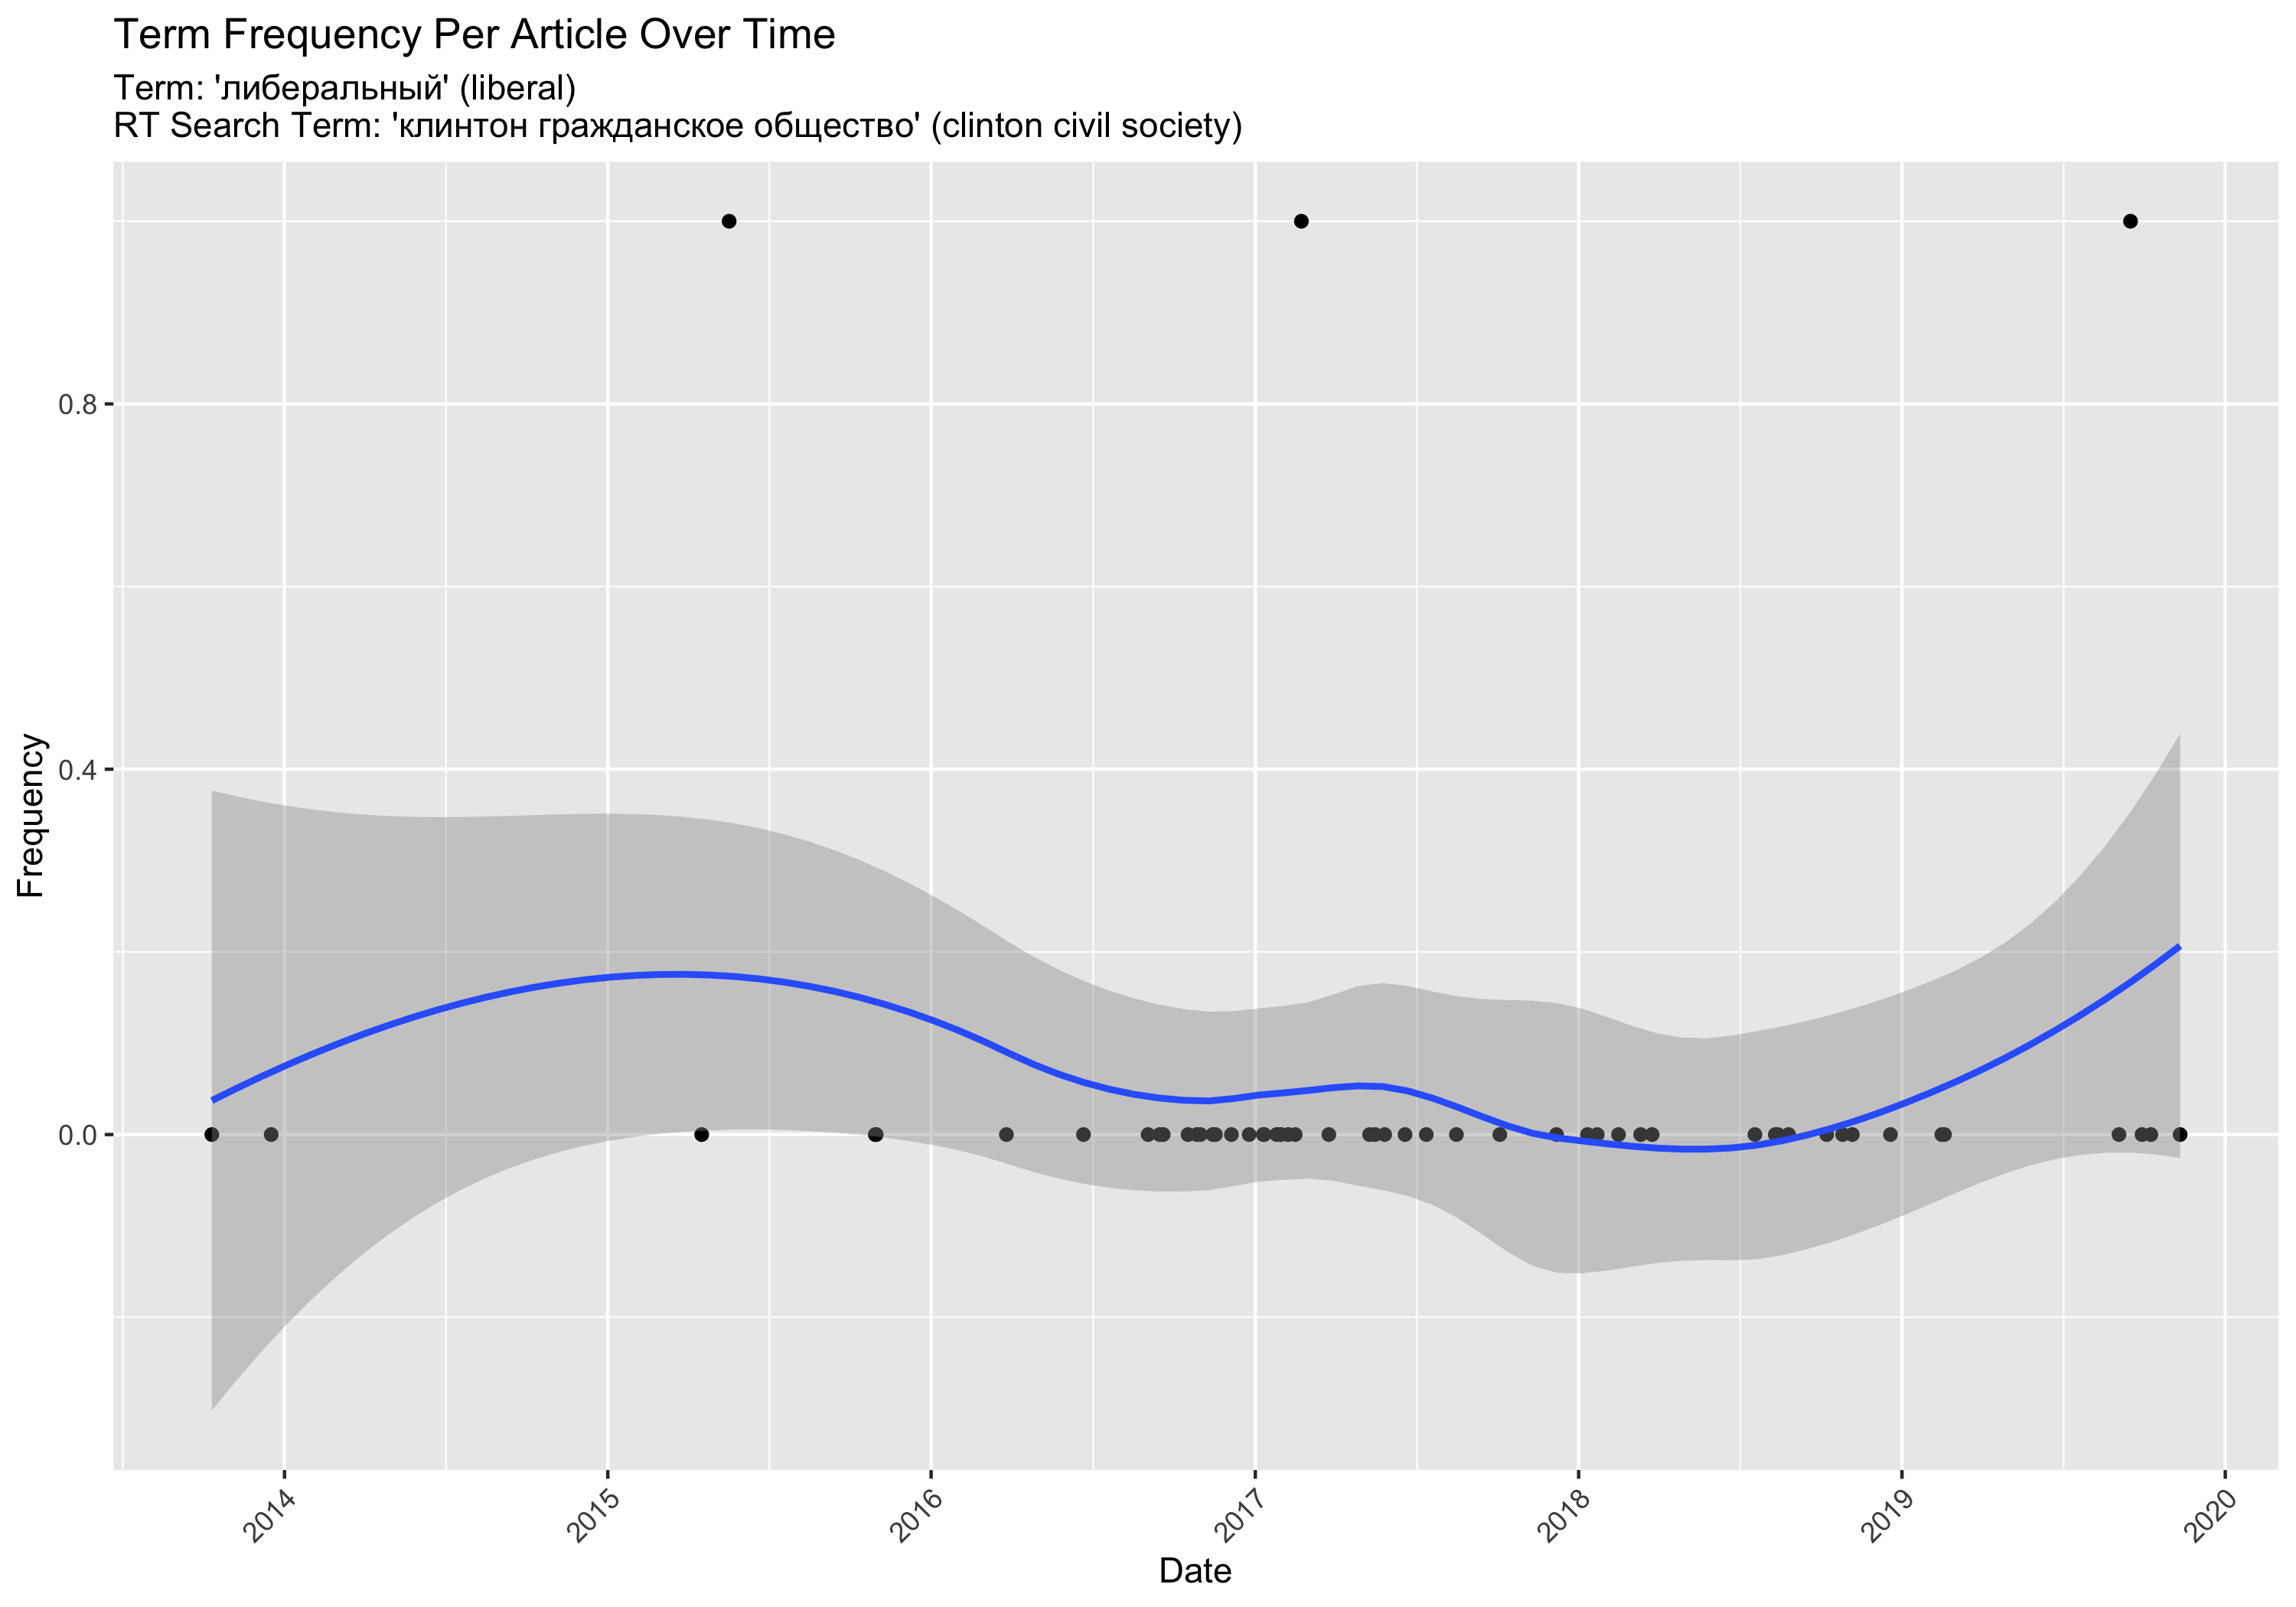 Term Frequency Per Article Over Time
Term: 'либеральный' (liberal)
RT Search Term: 'клинтон гражданское общество' (clinton civil society)
Frequency
0.8
0.4
0.0
2014
2015
2016
2017
2018
2019
2020
Date